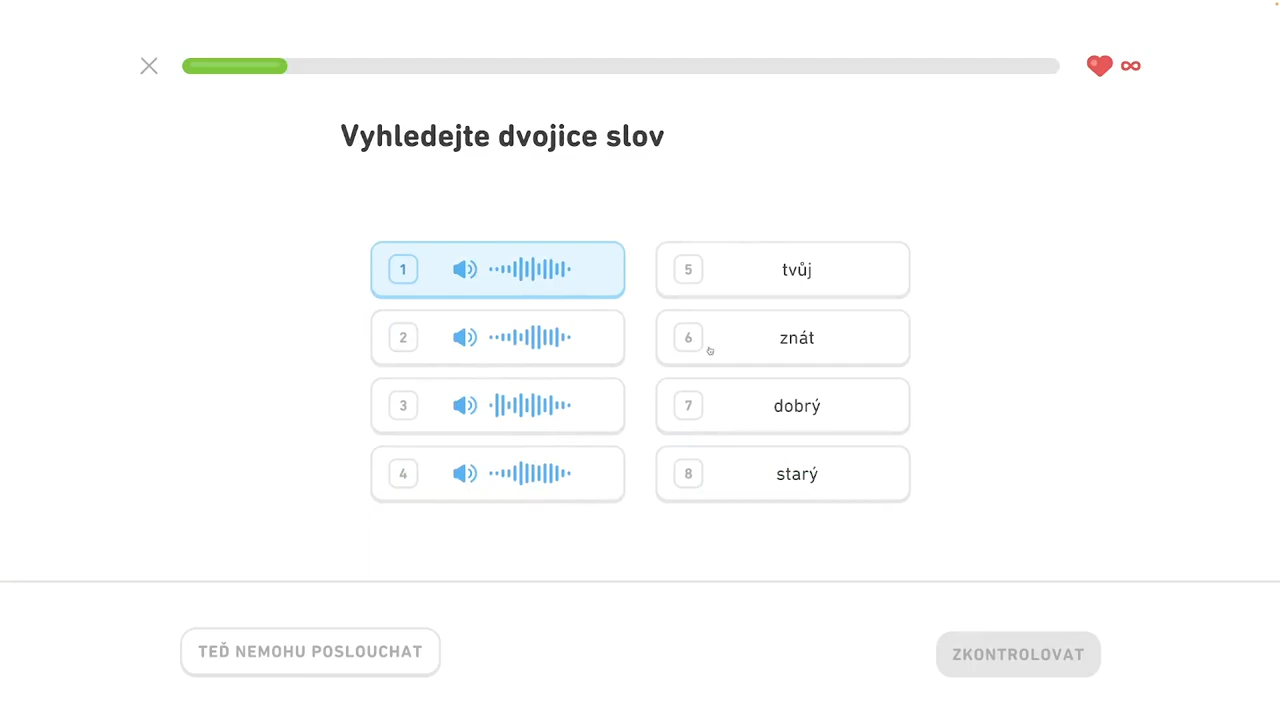 Vyhledejte dvojice slov
1
5 tvůj
2
6 znát
3
7 dobrý
4
8 starý
TEĎ NEMOHU POSLOUCHAT
ZKONTROLOVAT